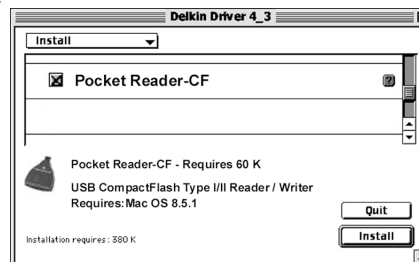 Delkin Driver 4_3
Install
Pocket Reader-CF
?
Pocket Reader-CF - Requires 60 K
USB CompactFlash Type I/II Reader / Writer
Requires:Mac OS 8.5.1
Quit
Installation requires : 380 K
Install